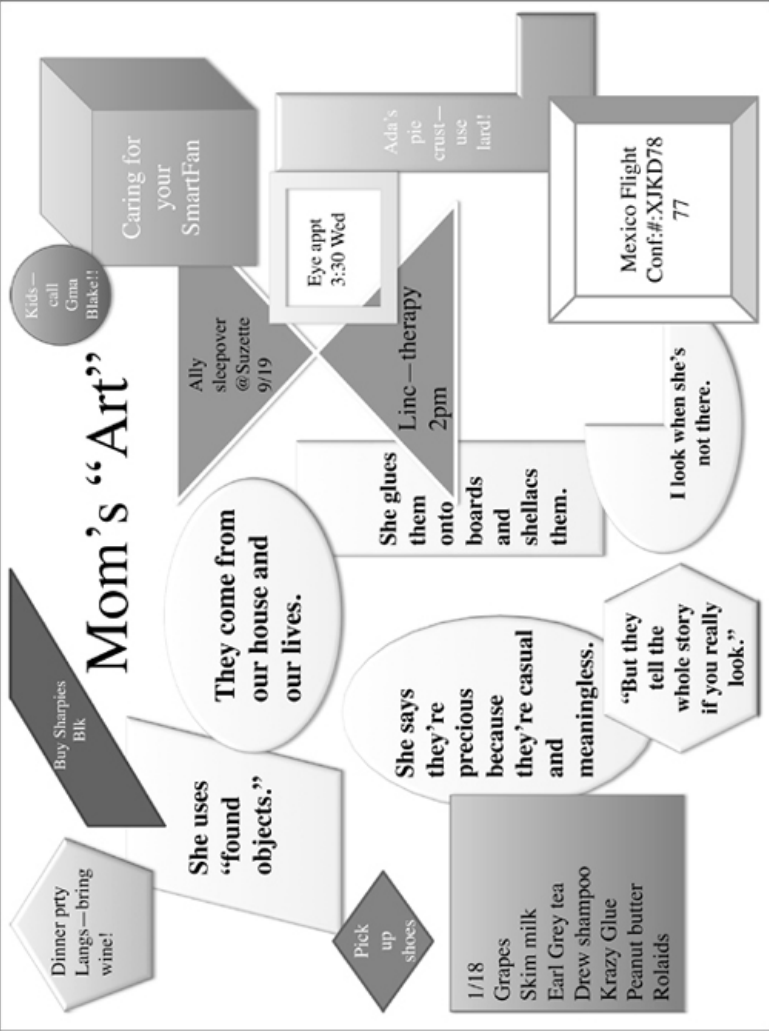 Mom's “Art”
Dinner prty
Langs—bring
wine!
Buy Sharpies
Blk
Kids—
call
Gma
Blake!!
Caring for
your
SmartFan
She uses
“found
objects.”
They come from
our house and
our lives.
Ally
sleepover
@Suzette
9/19
Eye appt
3:30 Wed
Ada's
pie
crust—
use
lard!
Pick
up
shoes
She glues
them
onto
boards
and
shellacs
them.
Linc—therapy
2pm
1/18
Grapes
Skim milk
Earl Grey tea
Drew shampoo
Krazy Glue
Peanut butter
Rolaids
She says
they're
precious
because
they're casual
and
meaningless.
“But they
tell the
whole story
if you really
look.”
I look when she's
not there.
Mexico Flight
Conf:#:XJKD78
77